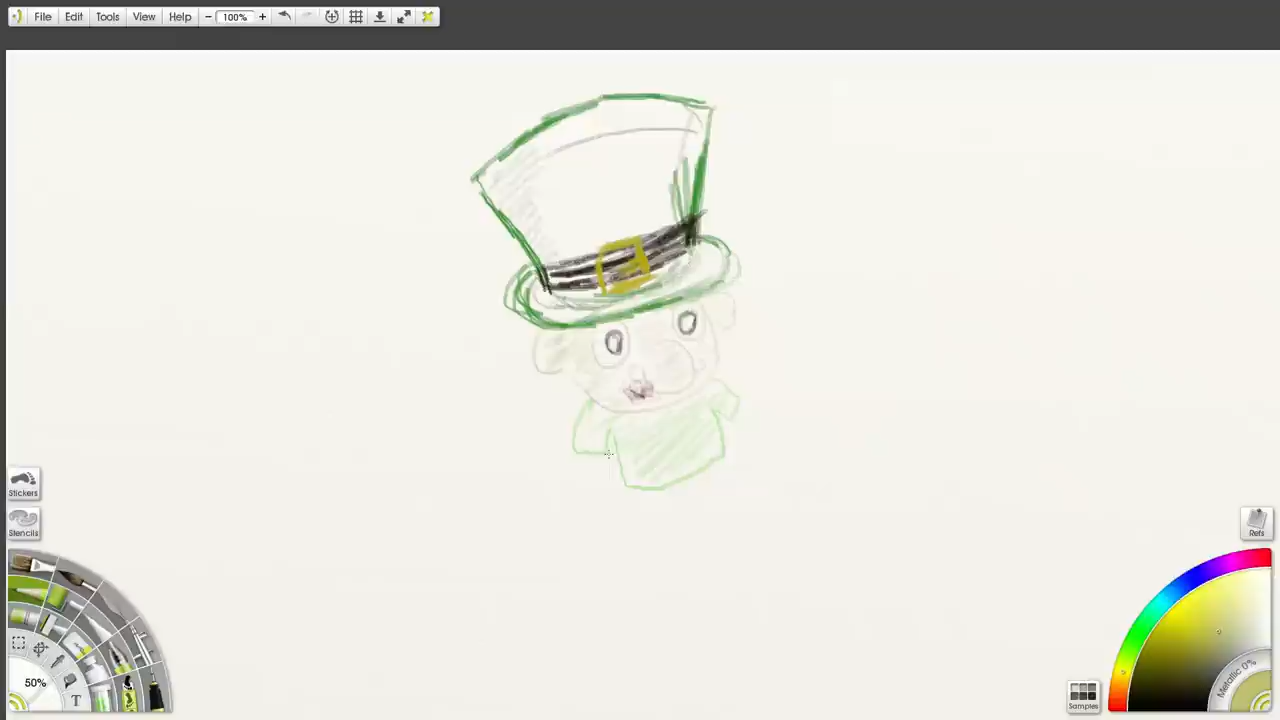 File Edit Tools View Help − 100% +
Stickers
Stencils
Refs
50%
T
Metallic 0%
Samples